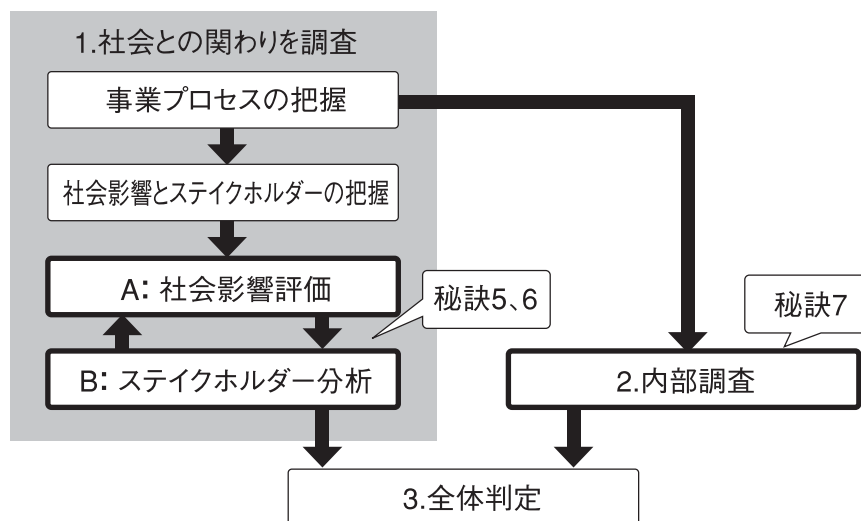 1.社会との関わりを調査
事業プロセスの把握
社会影響とステイクホルダーの把握
A: 社会影響評価
秘訣5、6
秘訣7
B: ステイクホルダー分析
2.内部調査
3.全体判定